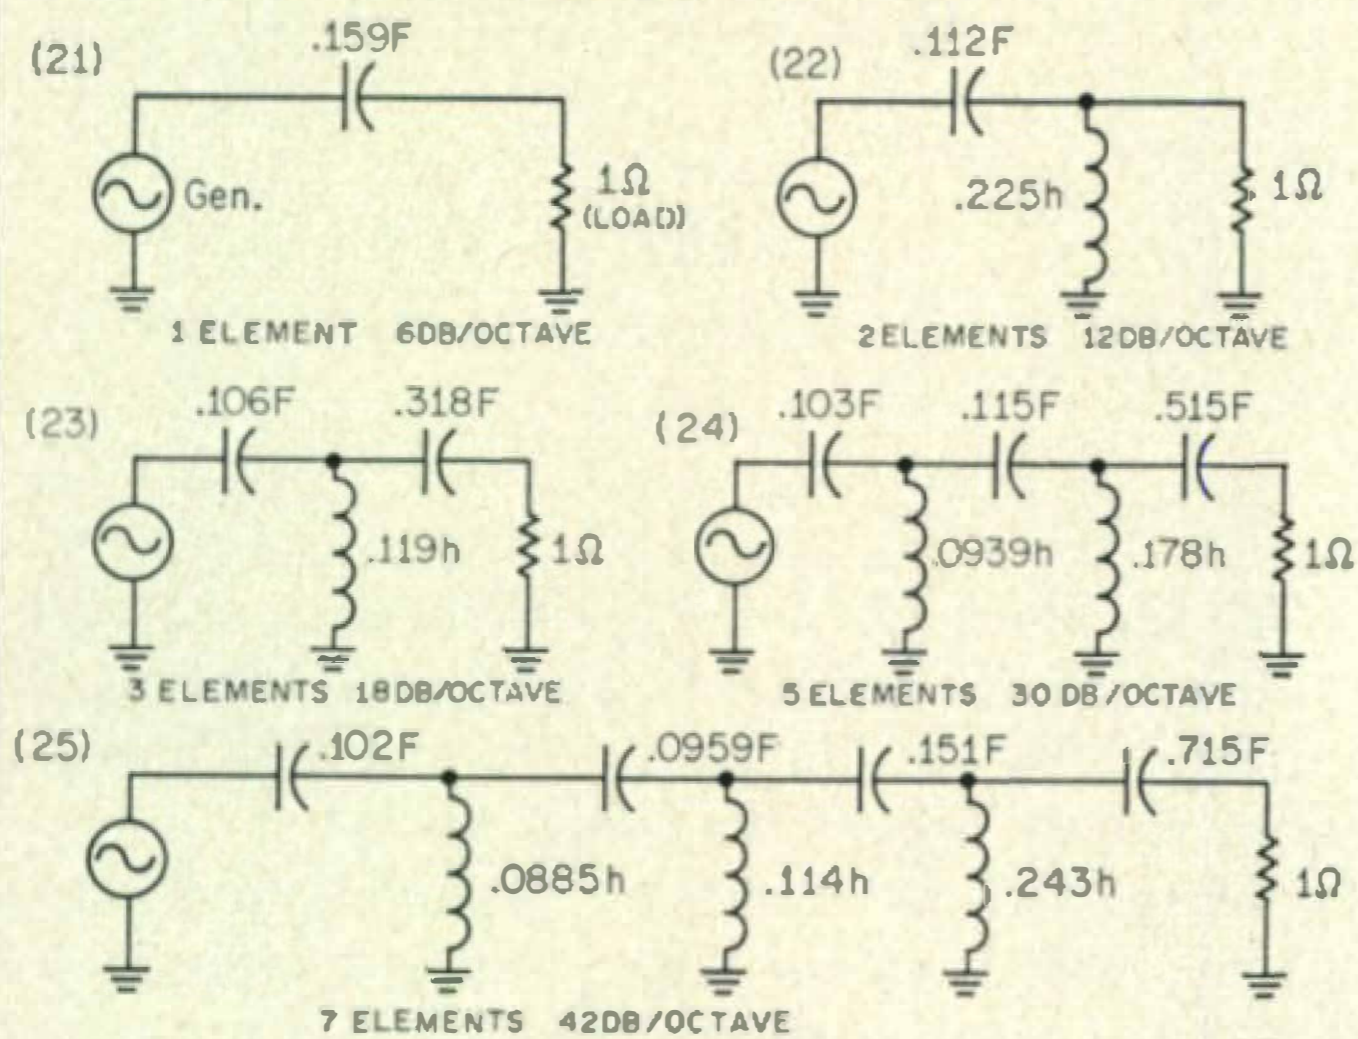 (21) .159F
Gen.
1Ω
(LOAD)
1 ELEMENT 6DB/OCTAVE
(22) .112F
.225h
1Ω
2 ELEMENTS 12DB/OCTAVE
(23) .106F .318F
.119h
1Ω
3 ELEMENTS 18DB/OCTAVE
(24) .103F .115F .515F
.0939h
.178h
1Ω
5 ELEMENTS 30 DB/OCTAVE
(25) .102F .0959F .151F .715F
.0885h
.114h
.243h
1Ω
7 ELEMENTS 42DB/OCTAVE